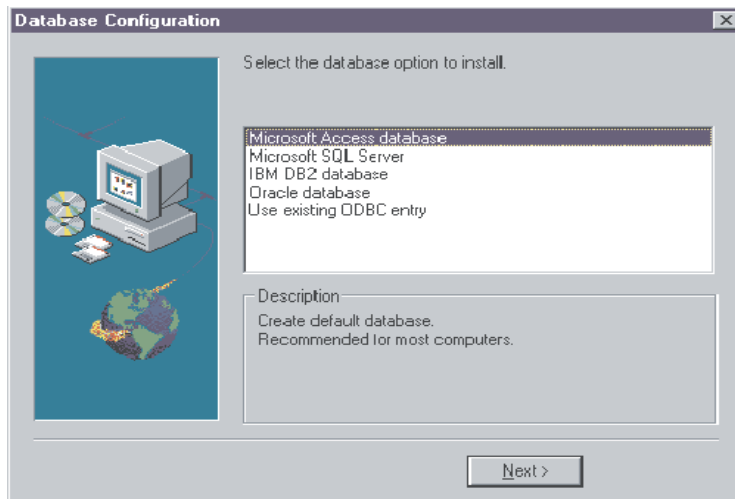 Database Configuration
Select the database option to install.
Microsoft Access database
Microsoft SQL Server
IBM DB2 database
Oracle database
Use existing ODBC entry
Description
Create default database.
Recommended for most computers.
Next >